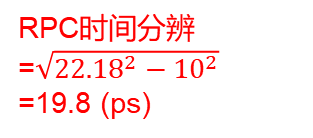 RPC时间分辨
=√22.18² − 10²
=19.8 (ps)